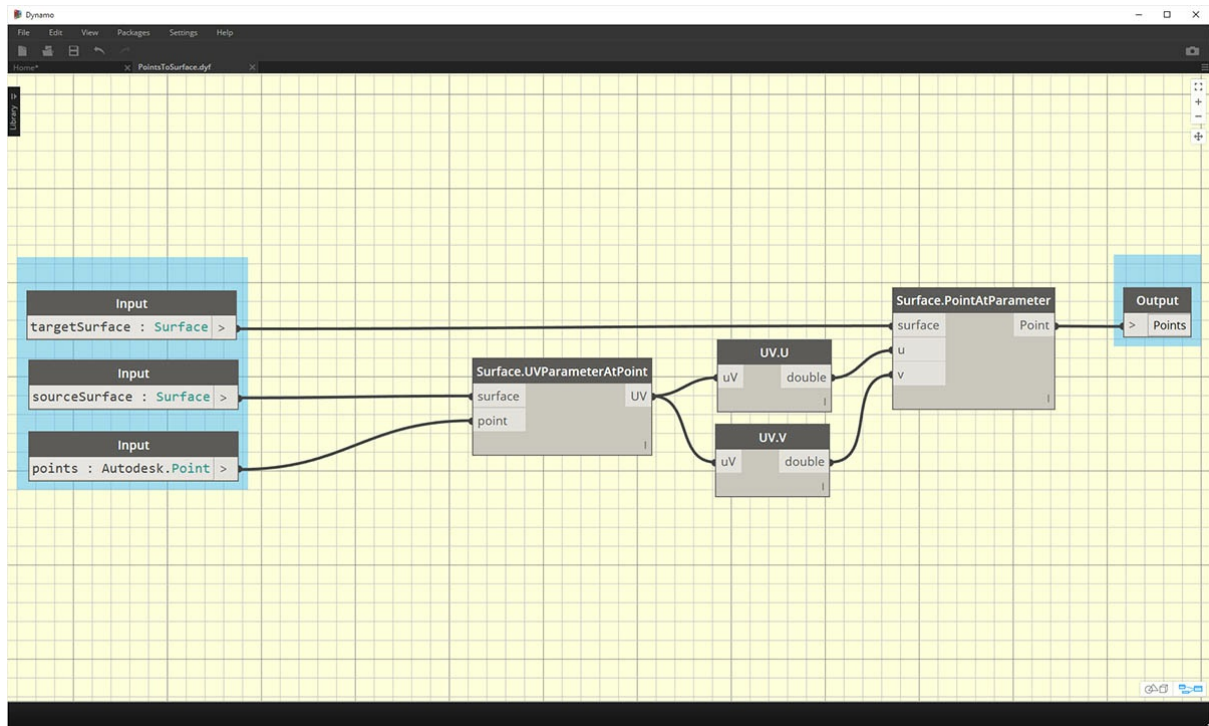 Dynamo
File Edit View Packages Settings Help
Home* × PointsToSurface.dyf ×
Library
Input
targetSurface : Surface >
Input
sourceSurface : Surface >
Input
points : Autodesk.Point >
Surface.UVParameterAtPoint
surface UV
point
UV.U
uV double
UV.V
uV double
Surface.PointAtParameter
surface Point
u
v
Output
> Points